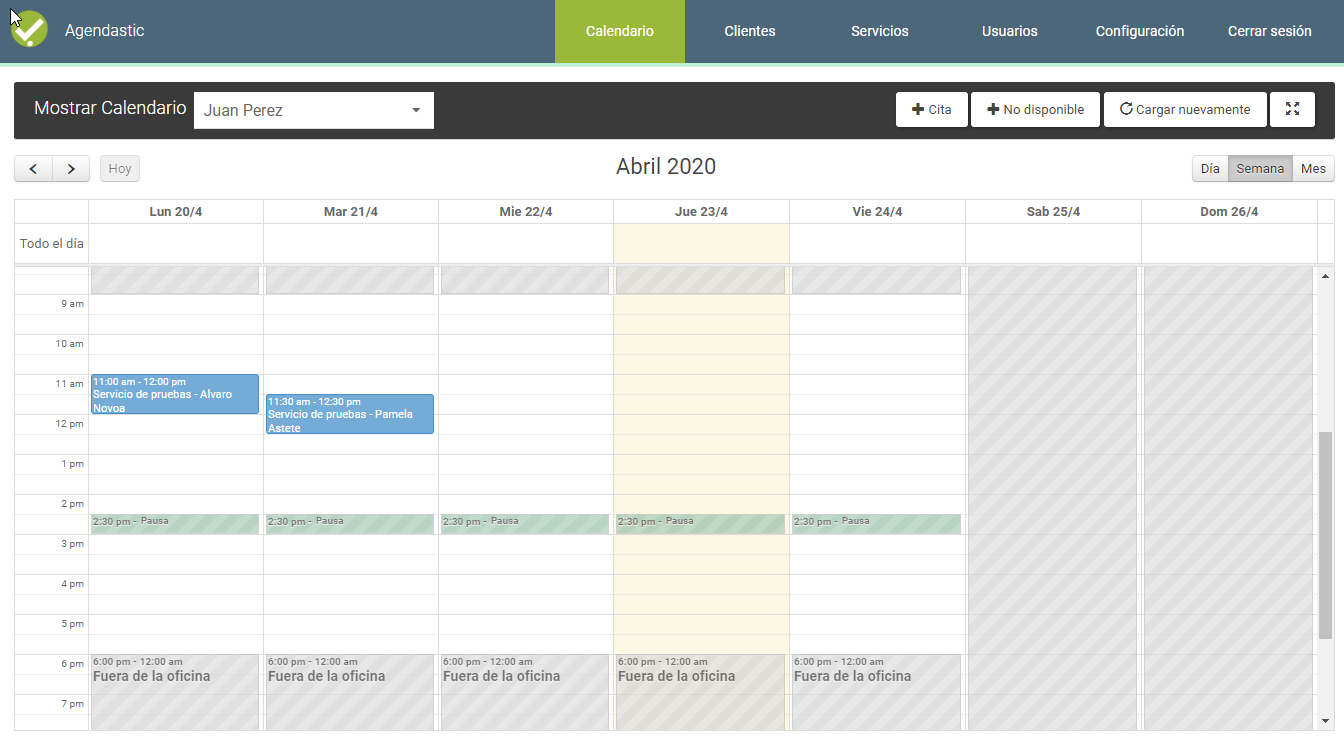 Agendastic
Calendario
Clientes
Servicios
Usuarios
Configuración
Cerrar sesión
Mostrar Calendario
Juan Perez
Cita
No disponible
Cargar nuevamente
Hoy
Abril 2020
Día
Semana
Mes
Lun 20/4
Mar 21/4
Mie 22/4
Jue 23/4
Vie 24/4
Sab 25/4
Dom 26/4
Todo el día
9 am
10 am
11 am
11:00 am - 12:00 pm
Servicio de pruebas - Alvaro
Novoa
11:30 am - 12:30 pm
Servicio de pruebas - Pamela
Astete
12 pm
1 pm
2 pm
2:30 pm - Pausa
2:30 pm - Pausa
2:30 pm - Pausa
2:30 pm - Pausa
2:30 pm - Pausa
3 pm
4 pm
5 pm
6 pm
6:00 pm - 12:00 am
Fuera de la oficina
6:00 pm - 12:00 am
Fuera de la oficina
6:00 pm - 12:00 am
Fuera de la oficina
6:00 pm - 12:00 am
Fuera de la oficina
6:00 pm - 12:00 am
Fuera de la oficina
7 pm